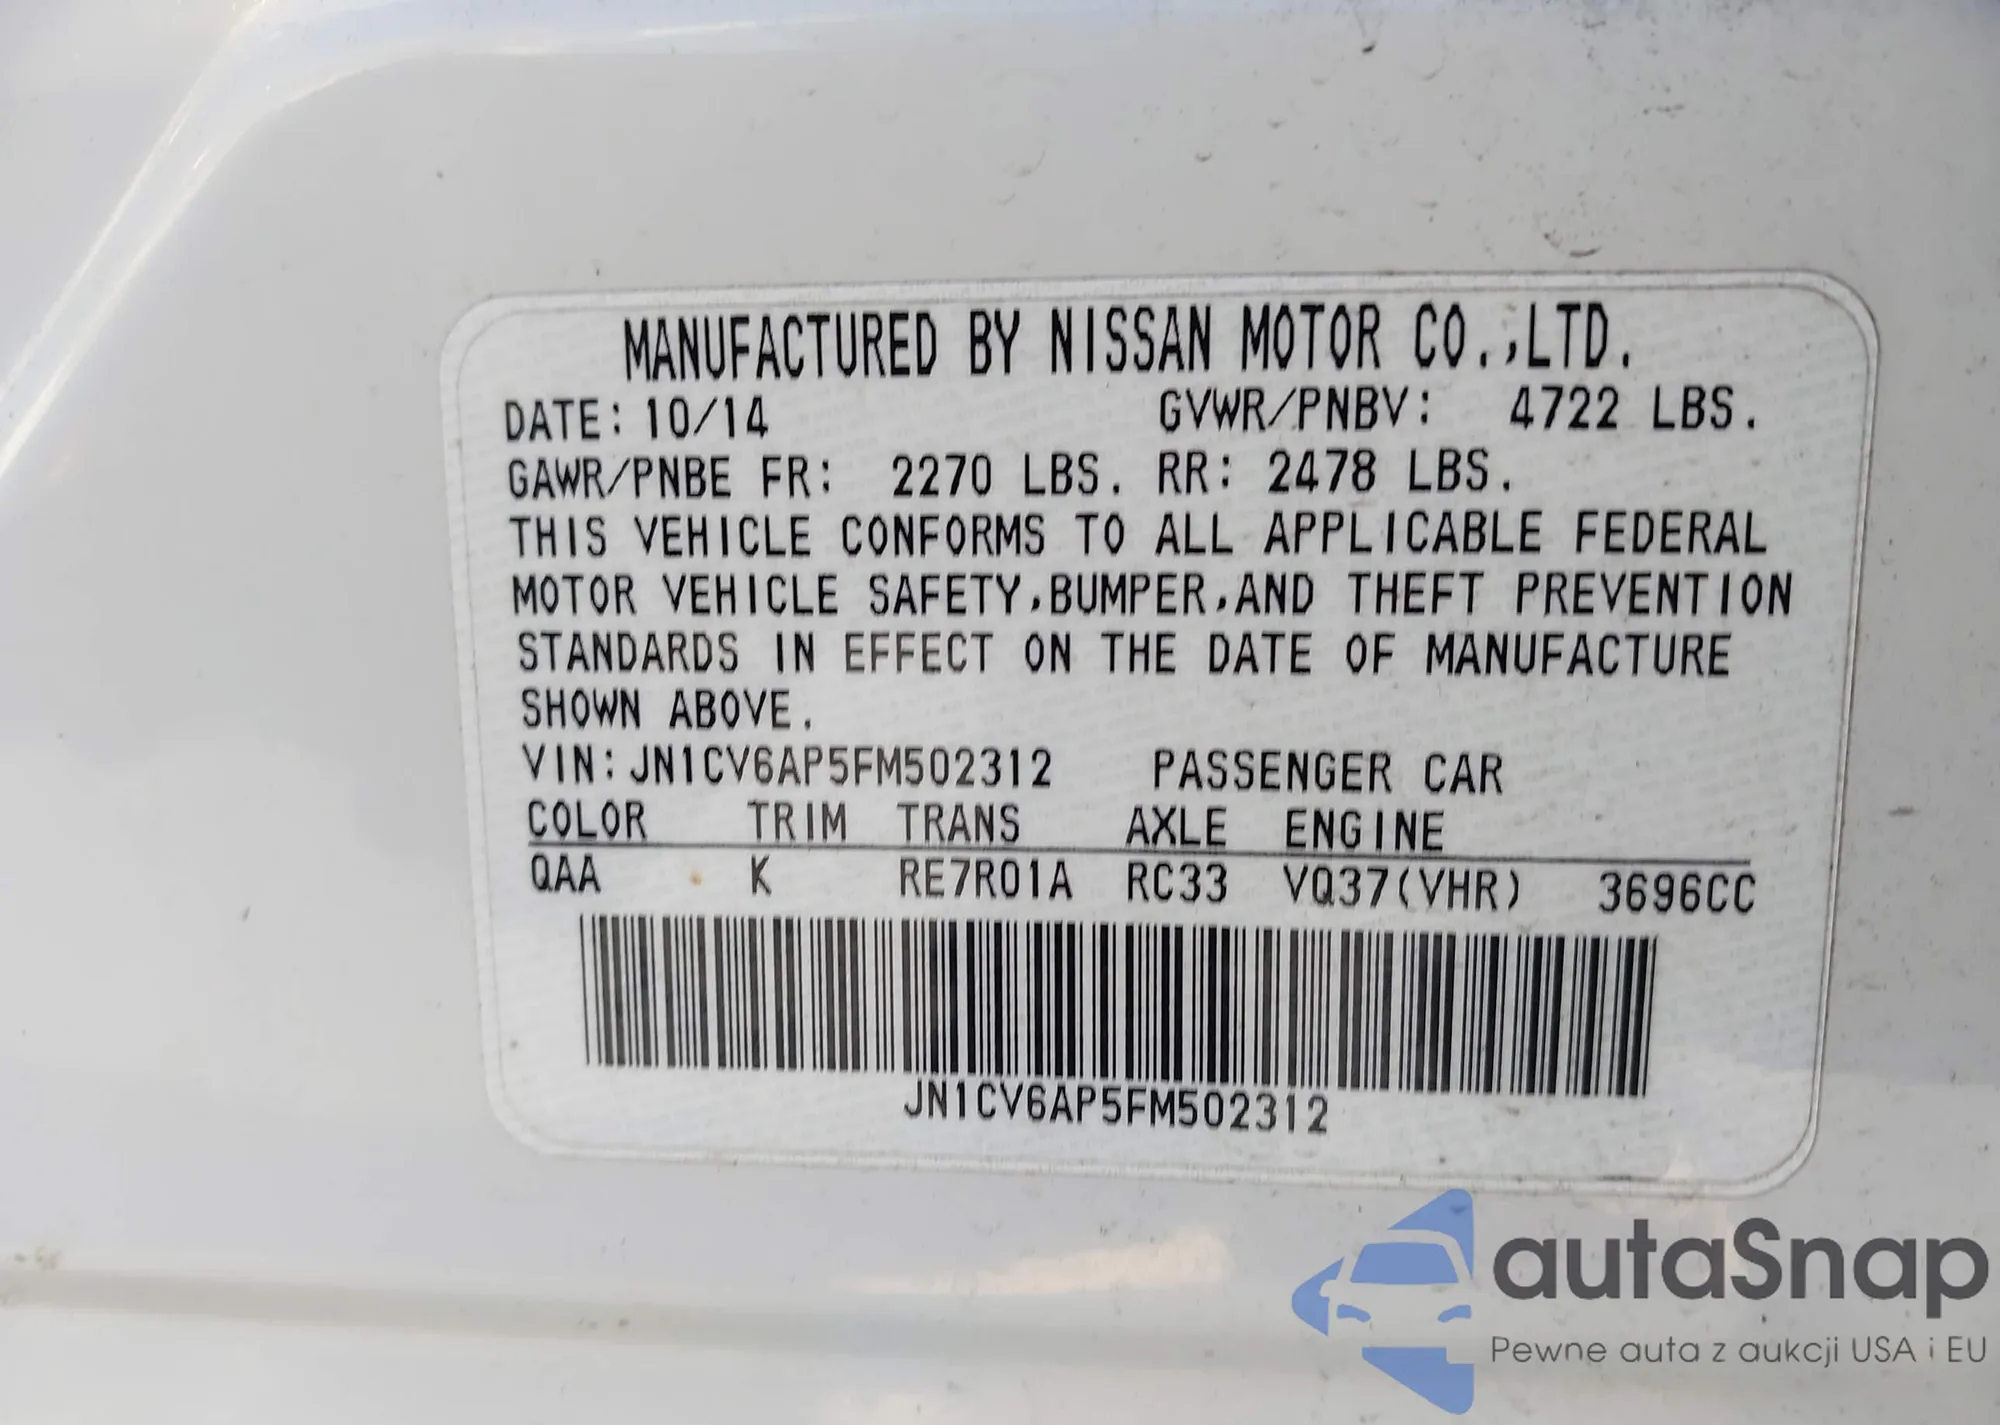 MANUFACTURED BY NISSAN MOTOR CO.,LTD.
DATE: 10/14 GVWR/PNBV: 4722 LBS.
GAWR/PNBE FR: 2270 LBS. RR: 2478 LBS.
THIS VEHICLE CONFORMS TO ALL APPLICABLE FEDERAL
MOTOR VEHICLE SAFETY,BUMPER,AND THEFT PREVENTION
STANDARDS IN EFFECT ON THE DATE OF MANUFACTURE
SHOWN ABOVE.
VIN:JN1CV6AP5FM502312 PASSENGER CAR
COLOR TRIM TRANS AXLE ENGINE
QAA K RE7R01A RC33 VQ37(VHR) 3696CC
JN1CV6AP5FM502312
autaSnap
Pewne auta z aukcji USA i EU